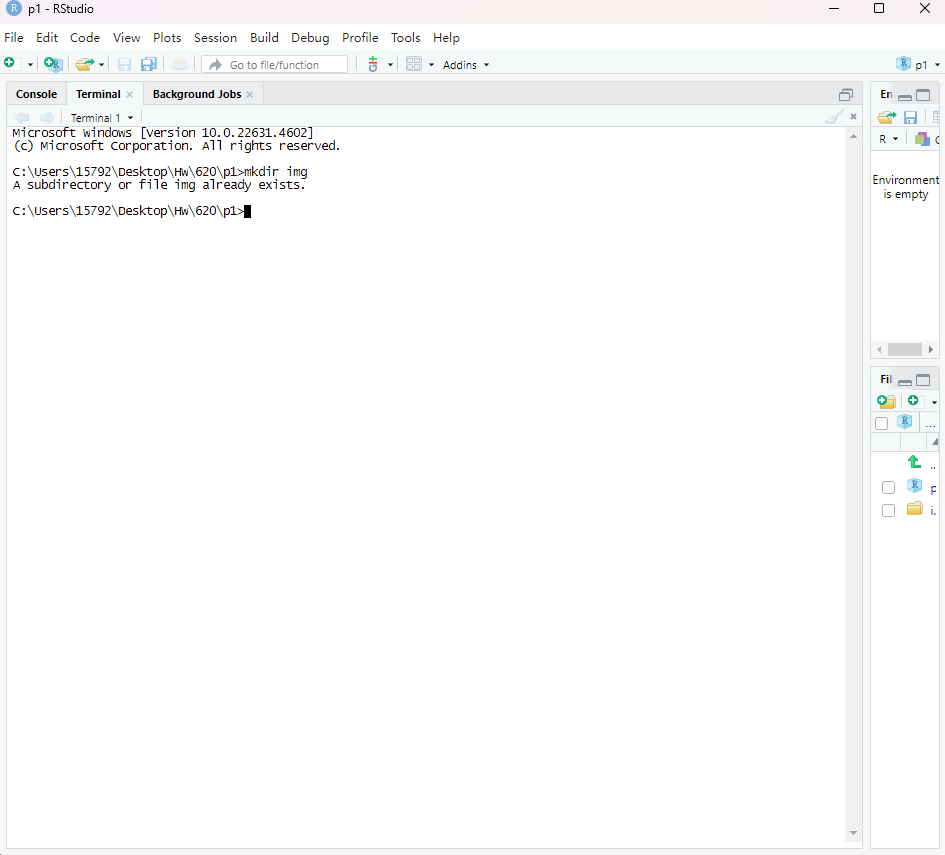 p1 - RStudio
File Edit Code View Plots Session Build Debug Profile Tools Help
Go to file/function
Addins
p1
Console Terminal Background Jobs
Terminal 1
Microsoft Windows [Version 10.0.22631.4602]
(c) Microsoft Corporation. All rights reserved.
C:\Users\15792\Desktop\HW\620\p1>mkdir img
A subdirectory or file img already exists.
C:\Users\15792\Desktop\HW\620\p1>
En
R
Environment
is empty
Fil
...
..
p
i.